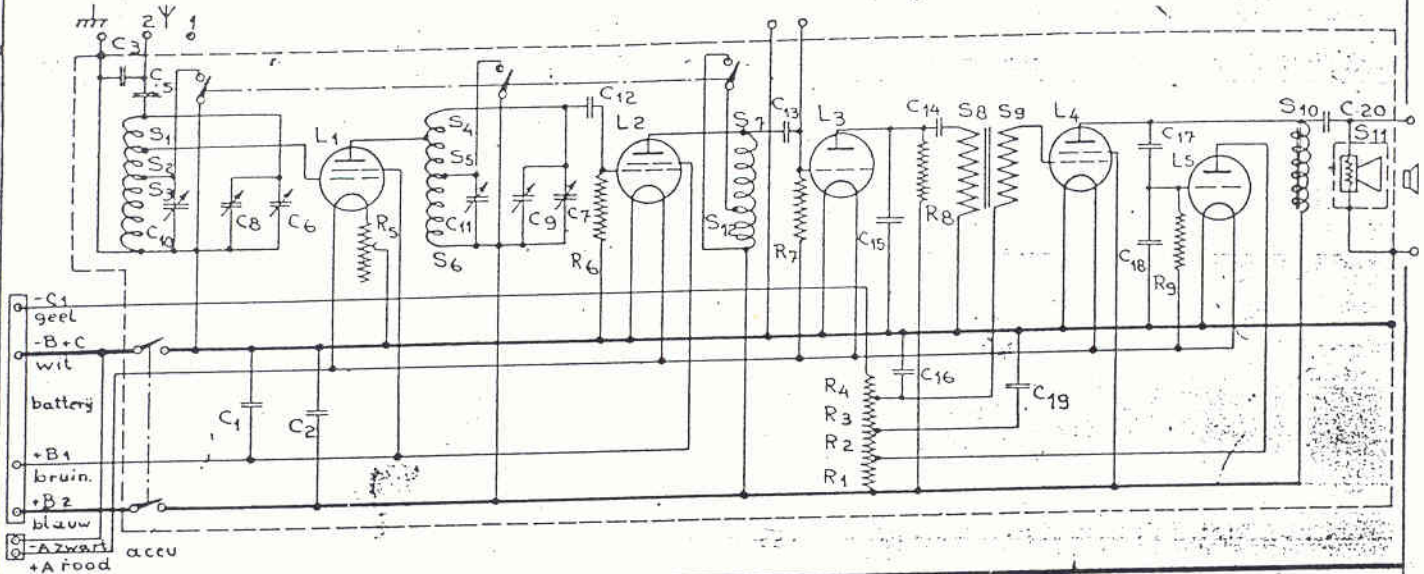 2 1
C3
C5
S1
S2
S3
C10
C8
C6
L1
R5
S4
S5
C11
S6
C9
C7
C12
R6
L2
S7
S12
C13
R7
L3
C15
C14
R8
S8
S9
L4
C17
C18
L5
R9
S10
C-20
S11
-C1
geel
-B+C
wit
batterÿ
+B1
bruin.
+B2
blauw
-A zwart
+A rood
accu
C1
C2
R4
R3
R2
R1
C16
C19